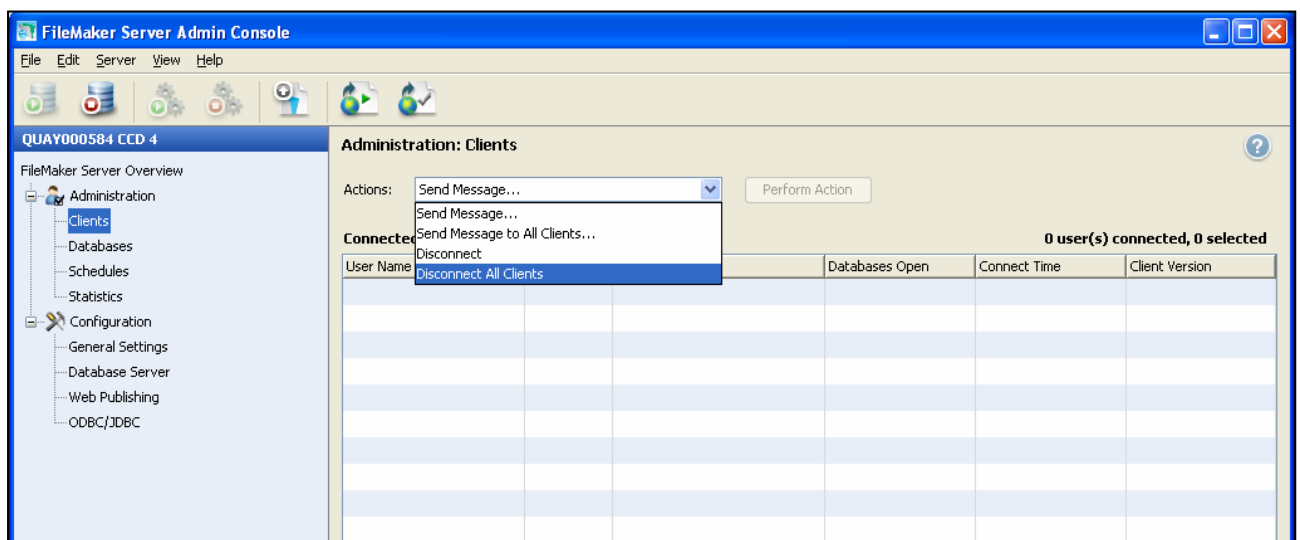 FileMaker Server Admin Console
File Edit Server View Help
QUAY000584 CCD 4
FileMaker Server Overview
Administration
Clients
Databases
Schedules
Statistics
Configuration
General Settings
Database Server
Web Publishing
ODBC/JDBC
Administration: Clients
Actions: Send Message... Perform Action
Send Message...
Send Message to All Clients...
Disconnect
Disconnect All Clients
Connected 0 user(s) connected, 0 selected
User Name Databases Open Connect Time Client Version